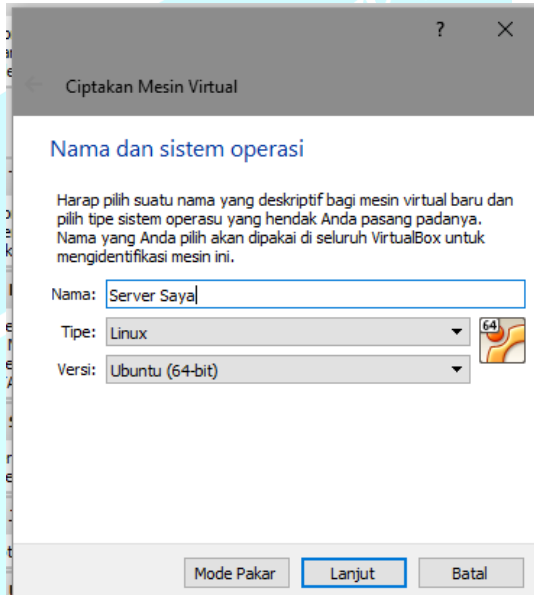 ?
Ciptakan Mesin Virtual
Nama dan sistem operasi
Harap pilih suatu nama yang deskriptif bagi mesin virtual baru dan
pilih tipe sistem operasu yang hendak Anda pasang padanya.
Nama yang Anda pilih akan dipakai di seluruh VirtualBox untuk
mengidentifikasi mesin ini.
Nama: Server Saya
Tipe: Linux
64
Versi: Ubuntu (64-bit)
Mode Pakar Lanjut Batal